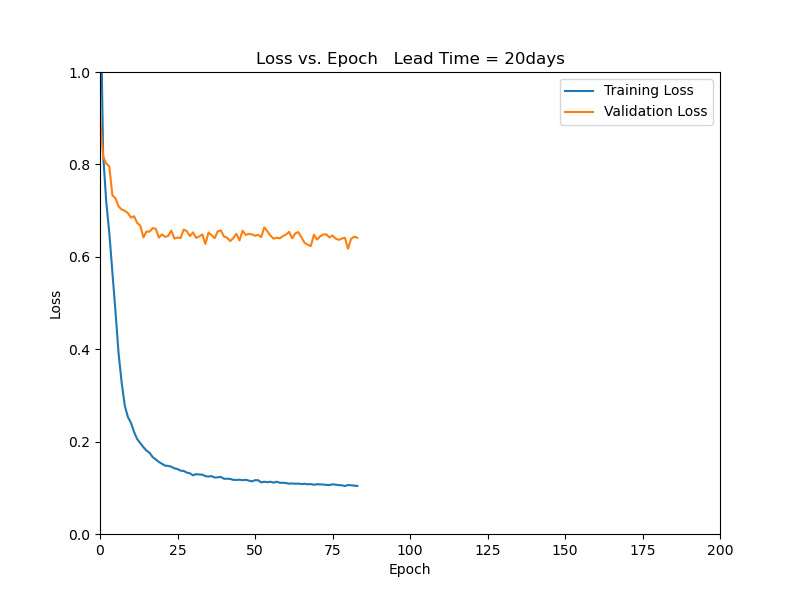 Loss vs. Epoch   Lead Time = 20days
Training Loss
Validation Loss
1.0
0.8
0.6
0.4
0.2
0.0
Loss
0 25 50 75 100 125 150 175 200
Epoch